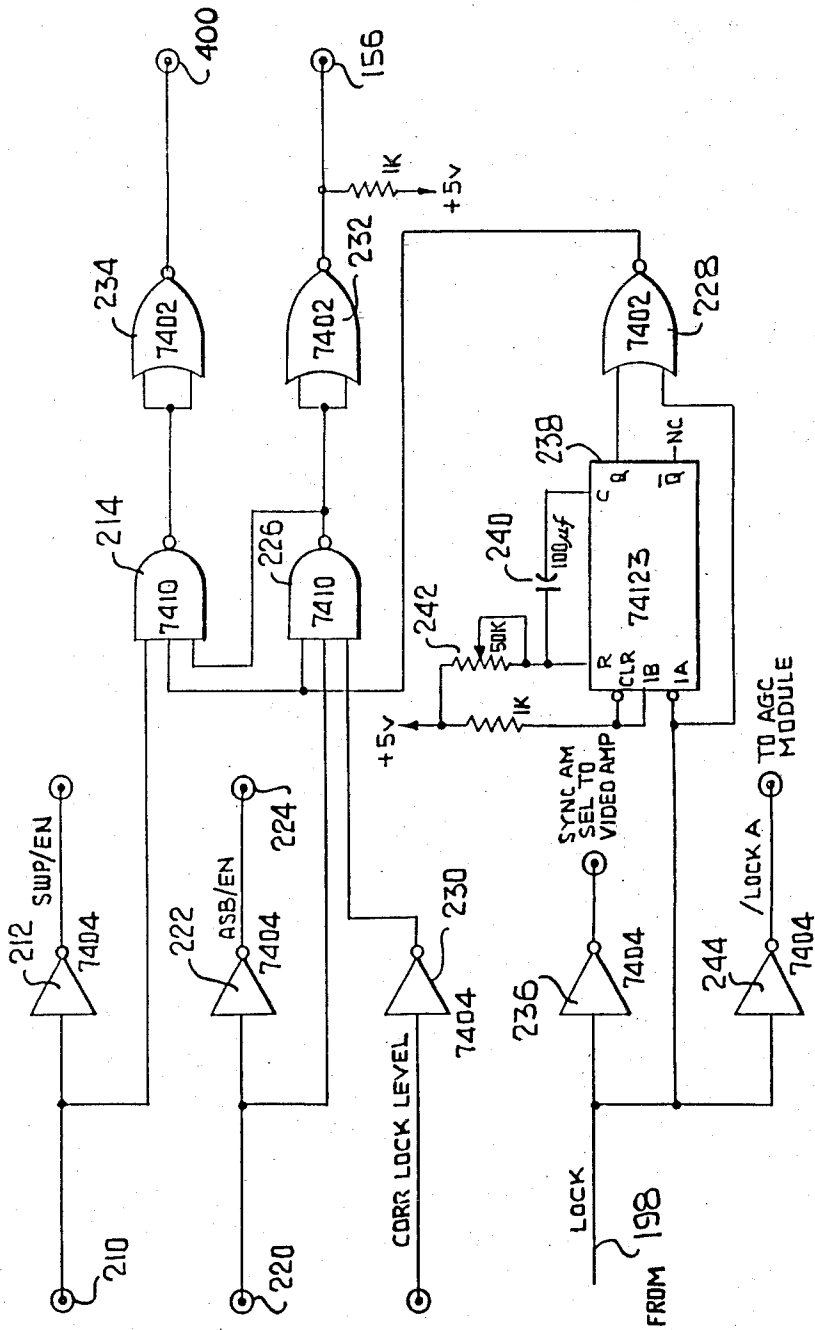 400
156
1K
+5v
234
7402
232
7402
214
7410
226
7410
7402
228
238
C
Q
Q̅
NC
74123
R
CLR
1B
1A
240
100µf
242
50K
+5v
1K
SWP/EN
212
7404
ASB/EN
224
222
7404
230
7404
CORR LOCK LEVEL
SYNC AM
SEL TO
VIDEO AMP
236
7404
/LOCK A
TO AGC
MODULE
244
7404
210
220
LOCK
FROM 198